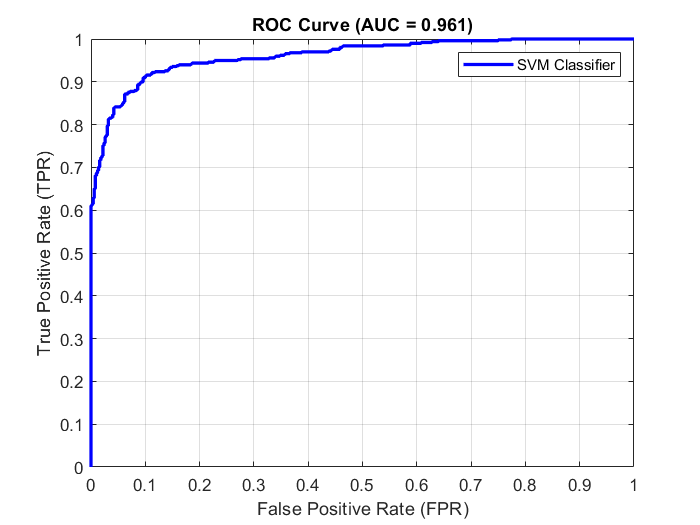 ROC Curve (AUC = 0.961)
SVM Classifier
True Positive Rate (TPR)
1
0.9
0.8
0.7
0.6
0.5
0.4
0.3
0.2
0.1
0
0 0.1 0.2 0.3 0.4 0.5 0.6 0.7 0.8 0.9 1
False Positive Rate (FPR)